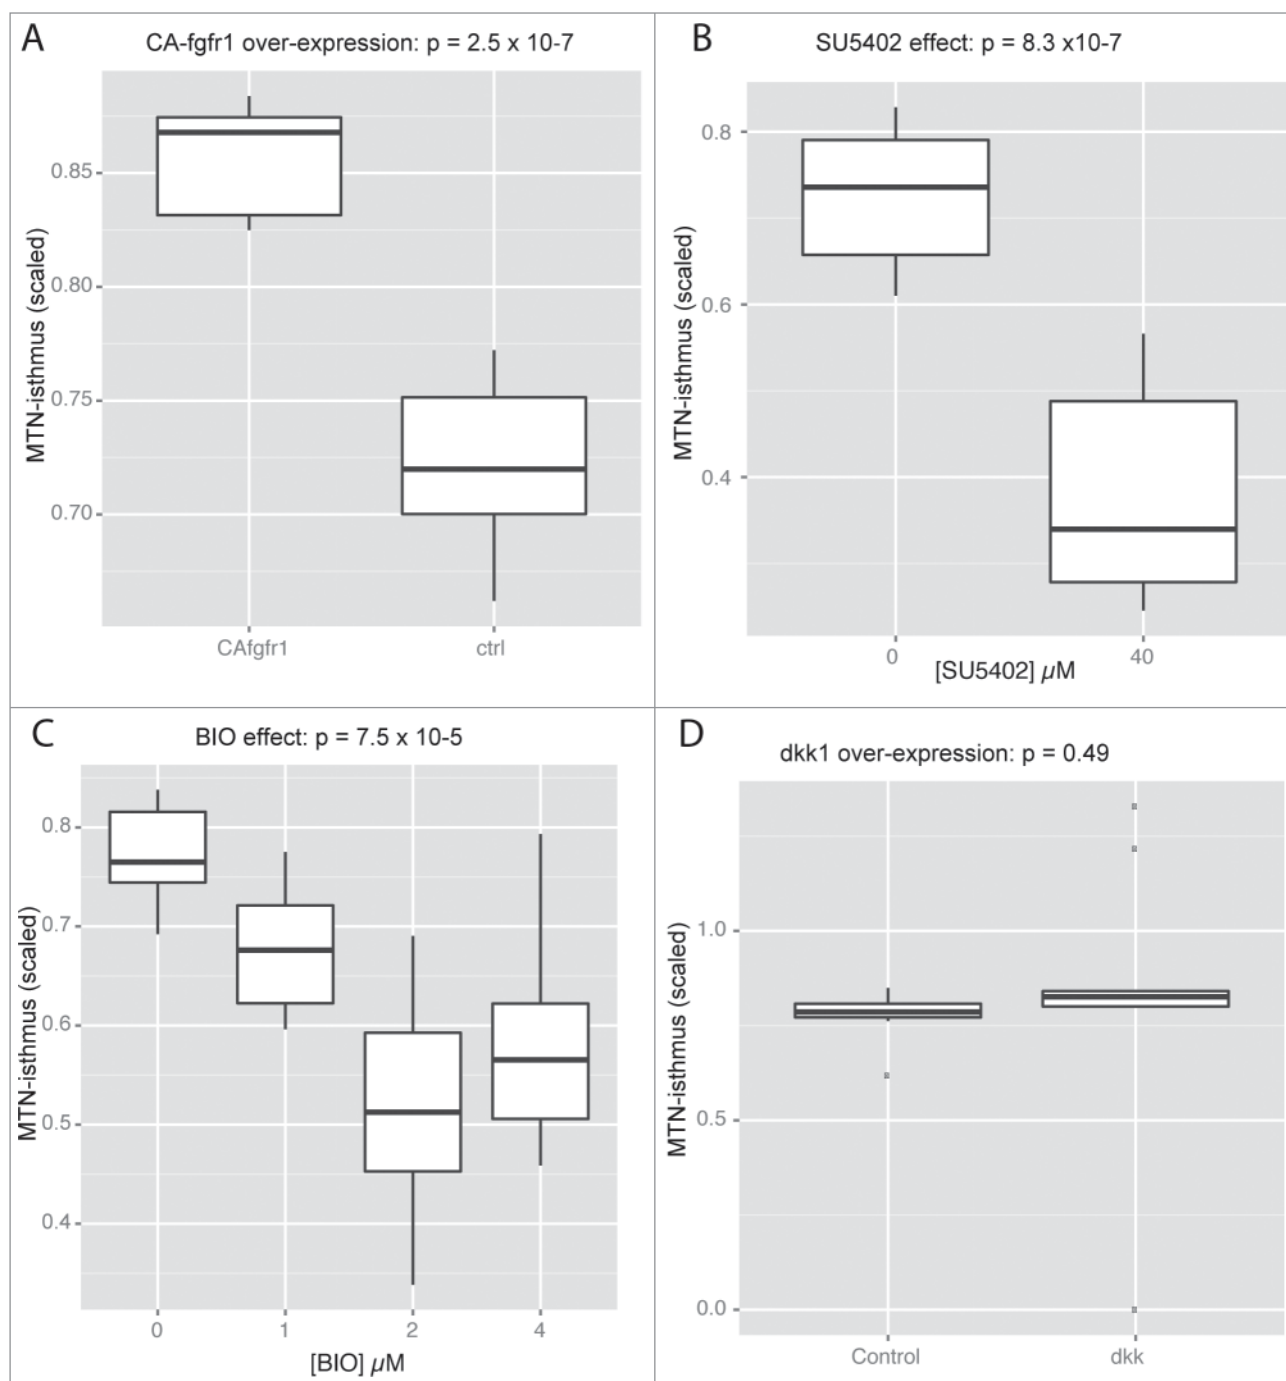 A
CA-fgfr1 over-expression: p = 2.5 x 10-7
MTN-isthmus (scaled)
0.85
0.80
0.75
0.70
CAfgfr1
ctrl
B
SU5402 effect: p = 8.3 x10-7
MTN-isthmus (scaled)
0.8
0.6
0.4
0
40
[SU5402] µM
C
BIO effect: p = 7.5 x 10-5
MTN-isthmus (scaled)
0.8
0.7
0.6
0.5
0.4
0
1
2
4
[BIO] µM
D
dkk1 over-expression: p = 0.49
MTN-isthmus (scaled)
1.0
0.5
0.0
Control
dkk